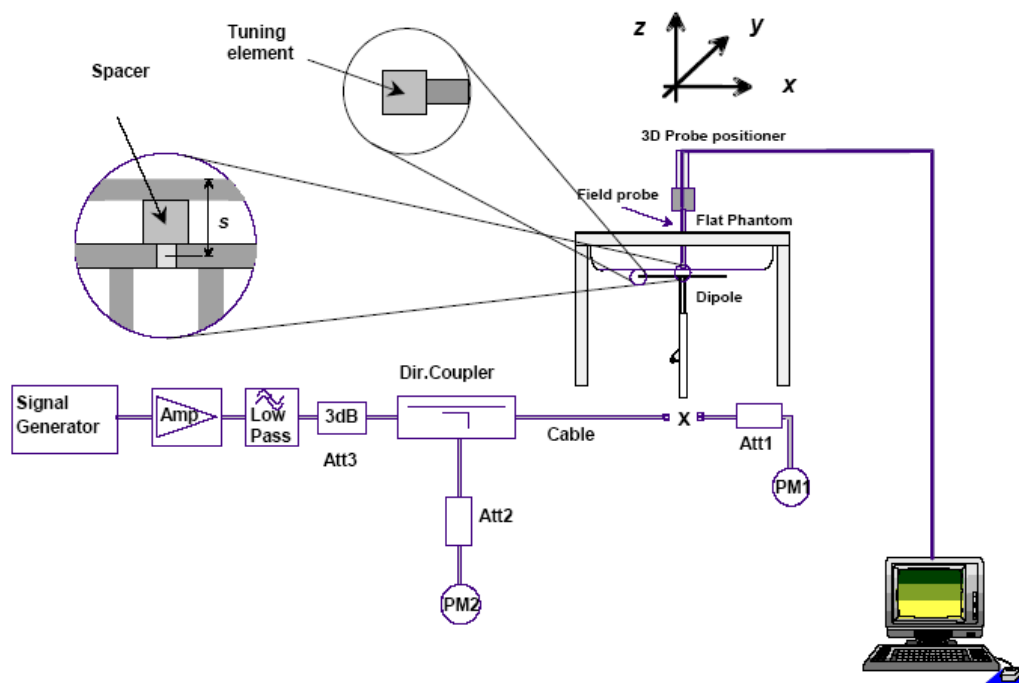 Tuning
element
Spacer
z
y
x
3D Probe positioner
Field probe
Flat Phantom
s
Dipole
Dir.Coupler
Signal
Generator
Amp
Low
Pass
3dB
Att3
Cable
X
Att1
PM1
Att2
PM2